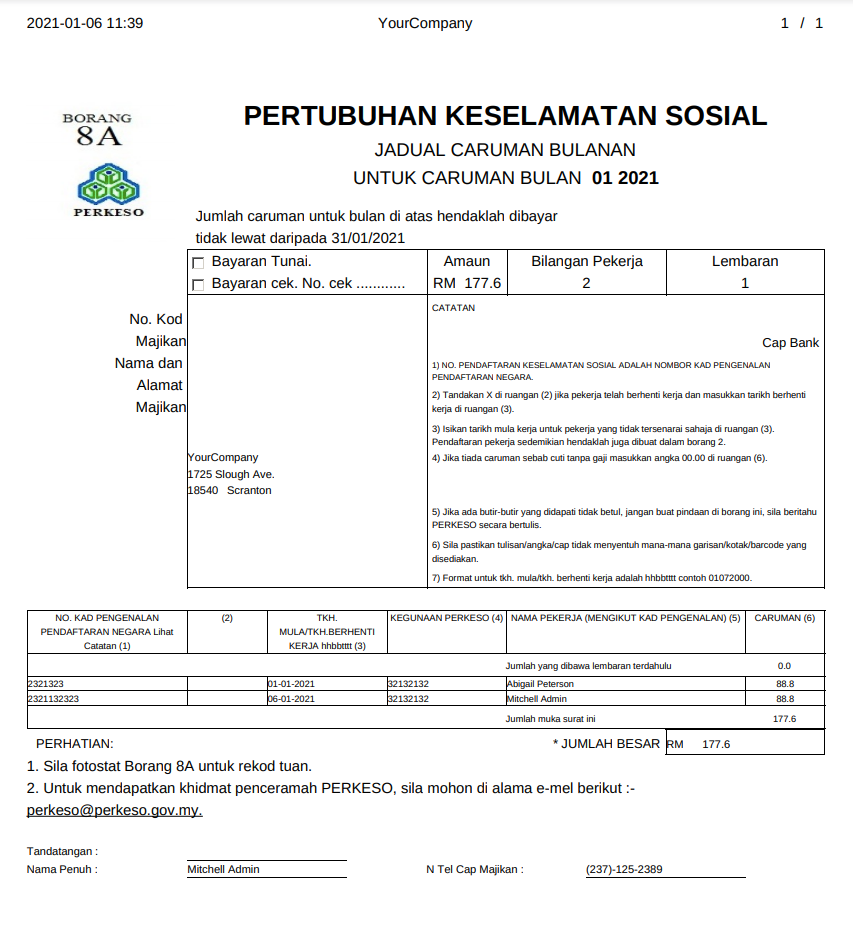 2021-01-06 11:39 YourCompany 1 / 1
BORANG
8A
PERKESO
PERTUBUHAN KESELAMATAN SOSIAL
JADUAL CARUMAN BULANAN
UNTUK CARUMAN BULAN 01 2021
Jumlah caruman untuk bulan di atas hendaklah dibayar
tidak lewat daripada 31/01/2021
Bayaran Tunai. Amaun Bilangan Pekerja Lembaran
Bayaran cek. No. cek ............ RM 177.6 2 1
No. Kod
Majikan
Nama dan
Alamat
Majikan
YourCompany
1725 Slough Ave.
18540 Scranton
CATATAN
Cap Bank
1) NO. PENDAFTARAN KESELAMATAN SOSIAL ADALAH NOMBOR KAD PENGENALAN
PENDAFTARAN NEGARA.
2) Tandakan X di ruangan (2) jika pekerja telah berhenti kerja dan masukkan tarikh berhenti
kerja di ruangan (3).
3) Isikan tarikh mula kerja untuk pekerja yang tidak tersenarai sahaja di ruangan (3).
Pendaftaran pekerja sedemikian hendaklah juga dibuat dalam borang 2.
4) Jika tiada caruman sebab cuti tanpa gaji masukkan angka 00.00 di ruangan (6).
5) Jika ada butir-butir yang didapati tidak betul, jangan buat pindaan di borang ini, sila beritahu
PERKESO secara bertulis.
6) Sila pastikan tulisan/angka/cap tidak menyentuh mana-mana garisan/kotak/barcode yang
disediakan.
7) Format untuk tkh. mula/tkh. berhenti kerja adalah hhbbtttt contoh 01072000.
NO. KAD PENGENALAN (2) TKH. KEGUNAAN PERKESO (4) NAMA PEKERJA (MENGIKUT KAD PENGENALAN) (5) CARUMAN (6)
PENDAFTARAN NEGARA Lihat MULA/TKH.BERHENTI
Catatan (1) KERJA hhbbtttt (3)
Jumlah yang dibawa lembaran terdahulu 0.0
2321323 01-01-2021 32132132 Abigail Peterson 88.8
2321132323 06-01-2021 32132132 Mitchell Admin 88.8
Jumlah muka surat ini 177.6
PERHATIAN: * JUMLAH BESAR RM 177.6
1. Sila fotostat Borang 8A untuk rekod tuan.
2. Untuk mendapatkan khidmat penceramah PERKESO, sila mohon di alama e-mel berikut :-
perkeso@perkeso.gov.my.
Tandatangan :
Nama Penuh : Mitchell Admin N Tel Cap Majikan : (237)-125-2389